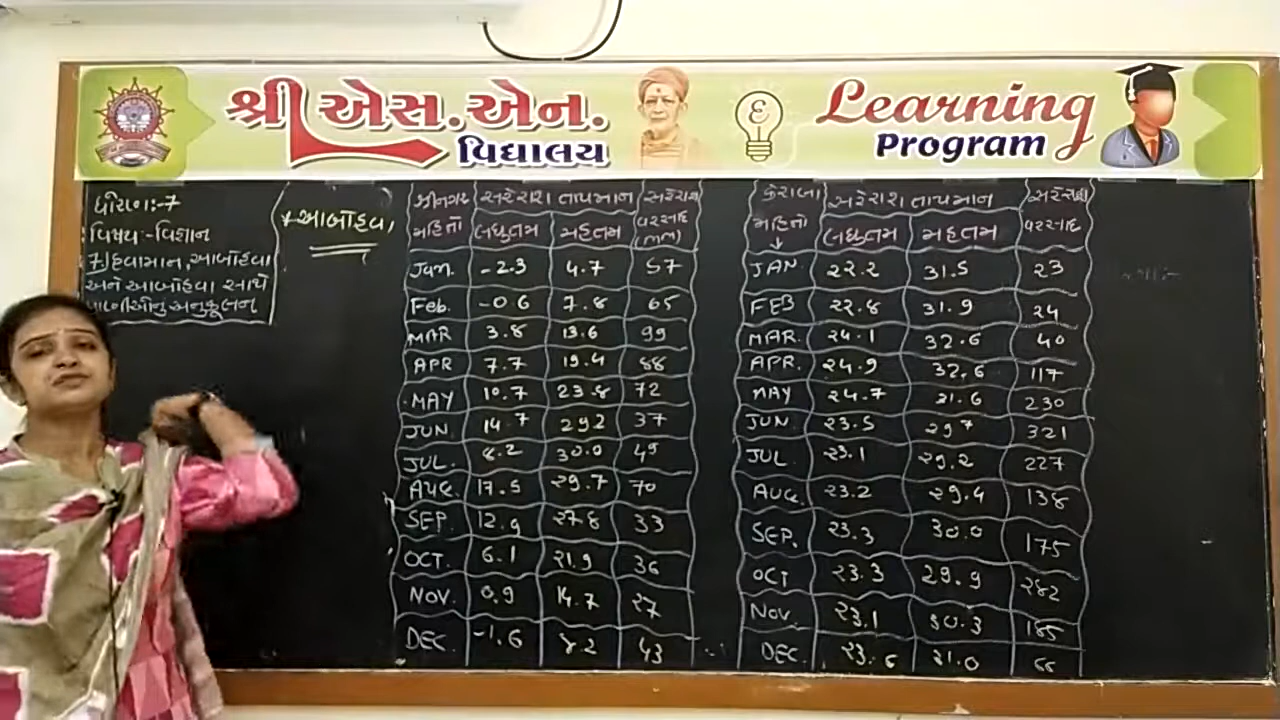 શ્રી એસ.એન.
વિદ્યાલય
Learning
Program
ધોરણ:-7
વિષય:-વિજ્ઞાન
7) હવામાન, આબોહવા
અને આબોહવા સાથે
પ્રાણીઓનું અનુકૂલન
* આબોહવા,
શ્રીનગર સરેરાશ તાપમાન સરેરાશ
મહિનો લઘુતમ મહતમ વરસાદ
Jan. -2.3 4.7 57
Feb. -0.6 7.8 65
MAR 3.8 13.6 99
APR 7.7 19.4 88
MAY 10.7 23.8 72
JUN. 14.7 29.2 37
JUL. 8.2 30.0 49
AUG. 17.5 29.7 70
SEP. 12.9 27.8 33
OCT. 6.1 21.9 36
NOV. 0.9 14.7 27
DEC -1.6 8.2 43
કેરાલા સરેરાશ તાપમાન સરેરાશ
મહિનો લઘુતમ મહતમ વરસાદ
JAN. 22.2 31.5 23
FEB 22.8 31.9 24
MAR. 24.1 32.6 40
APR. 24.9 32.6 117
MAY 24.7 31.6 230
JUN. 23.5 29.7 321
JUL 23.1 29.2 227
AUG. 23.2 29.4 138
SEP. 23.3 30.0 175
OCT 23.3 29.9 282
NOV. 23.1 30.3 185
DEC. 23.6 31.0 66